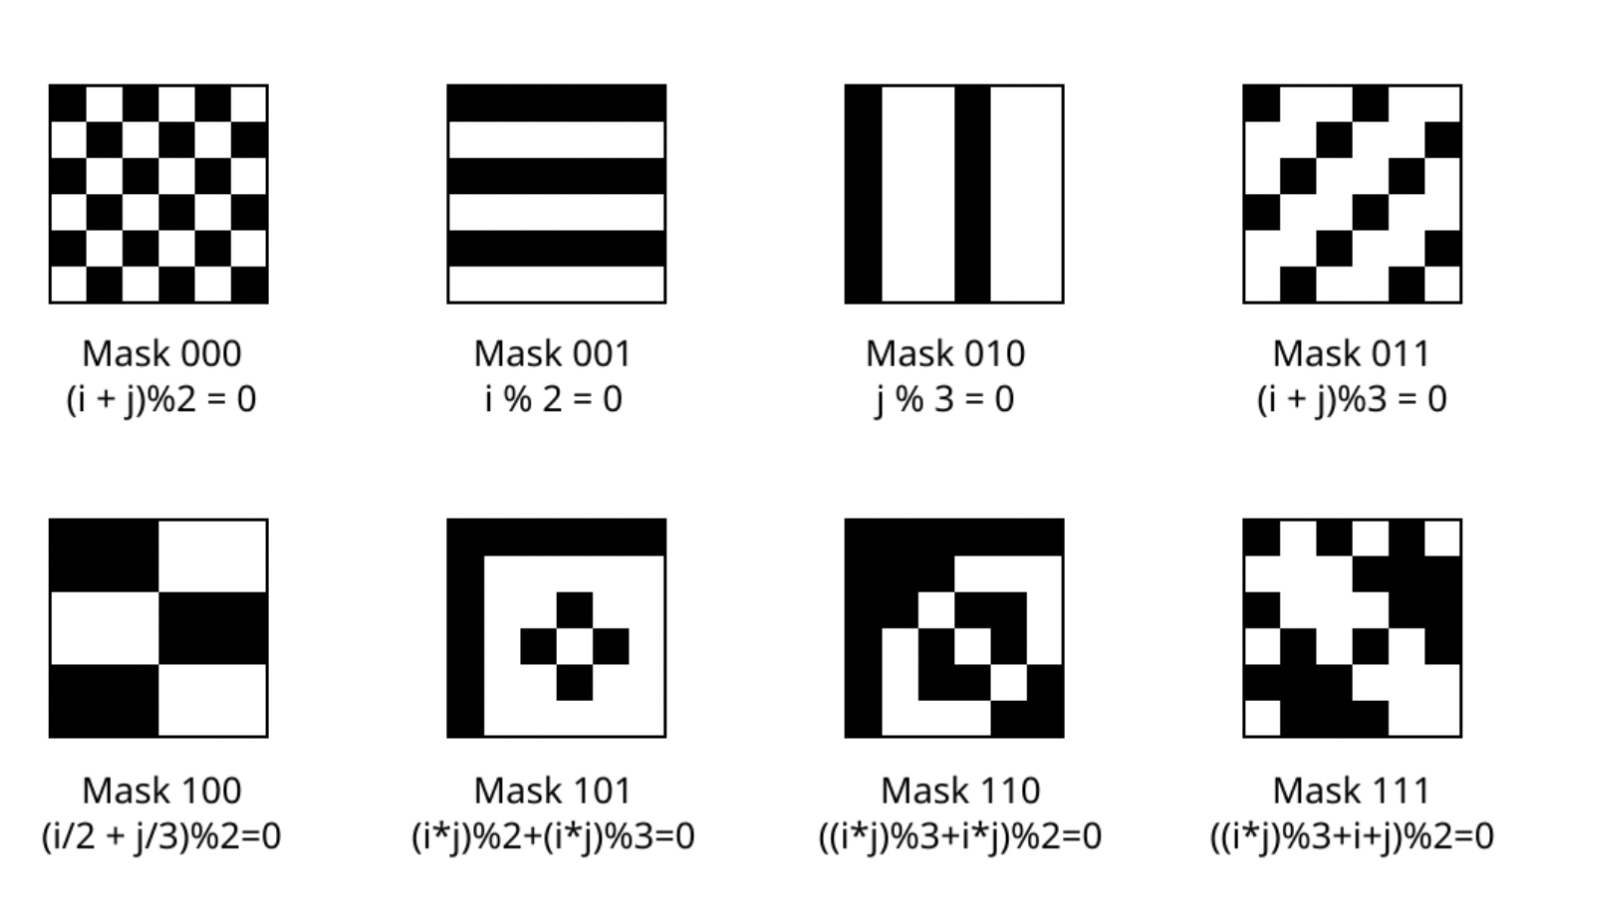 Mask 000
(i + j)%2 = 0
Mask 001
i % 2 = 0
Mask 010
j % 3 = 0
Mask 011
(i + j)%3 = 0
Mask 100
(i/2 + j/3)%2=0
Mask 101
(i*j)%2+(i*j)%3=0
Mask 110
((i*j)%3+i*j)%2=0
Mask 111
((i*j)%3+i+j)%2=0